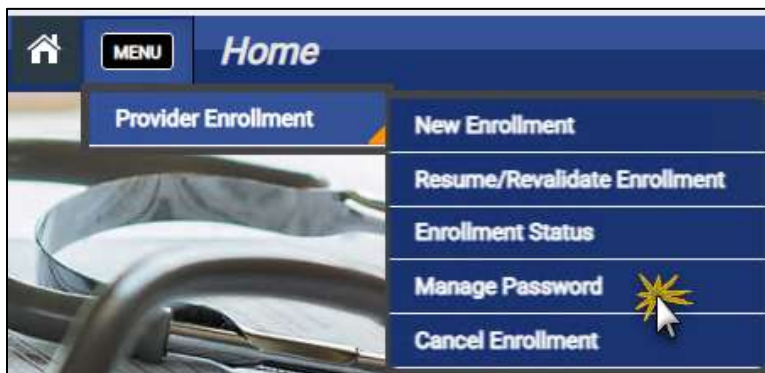 MENU Home
Provider Enrollment
New Enrollment
Resume/Revalidate Enrollment
Enrollment Status
Manage Password
Cancel Enrollment